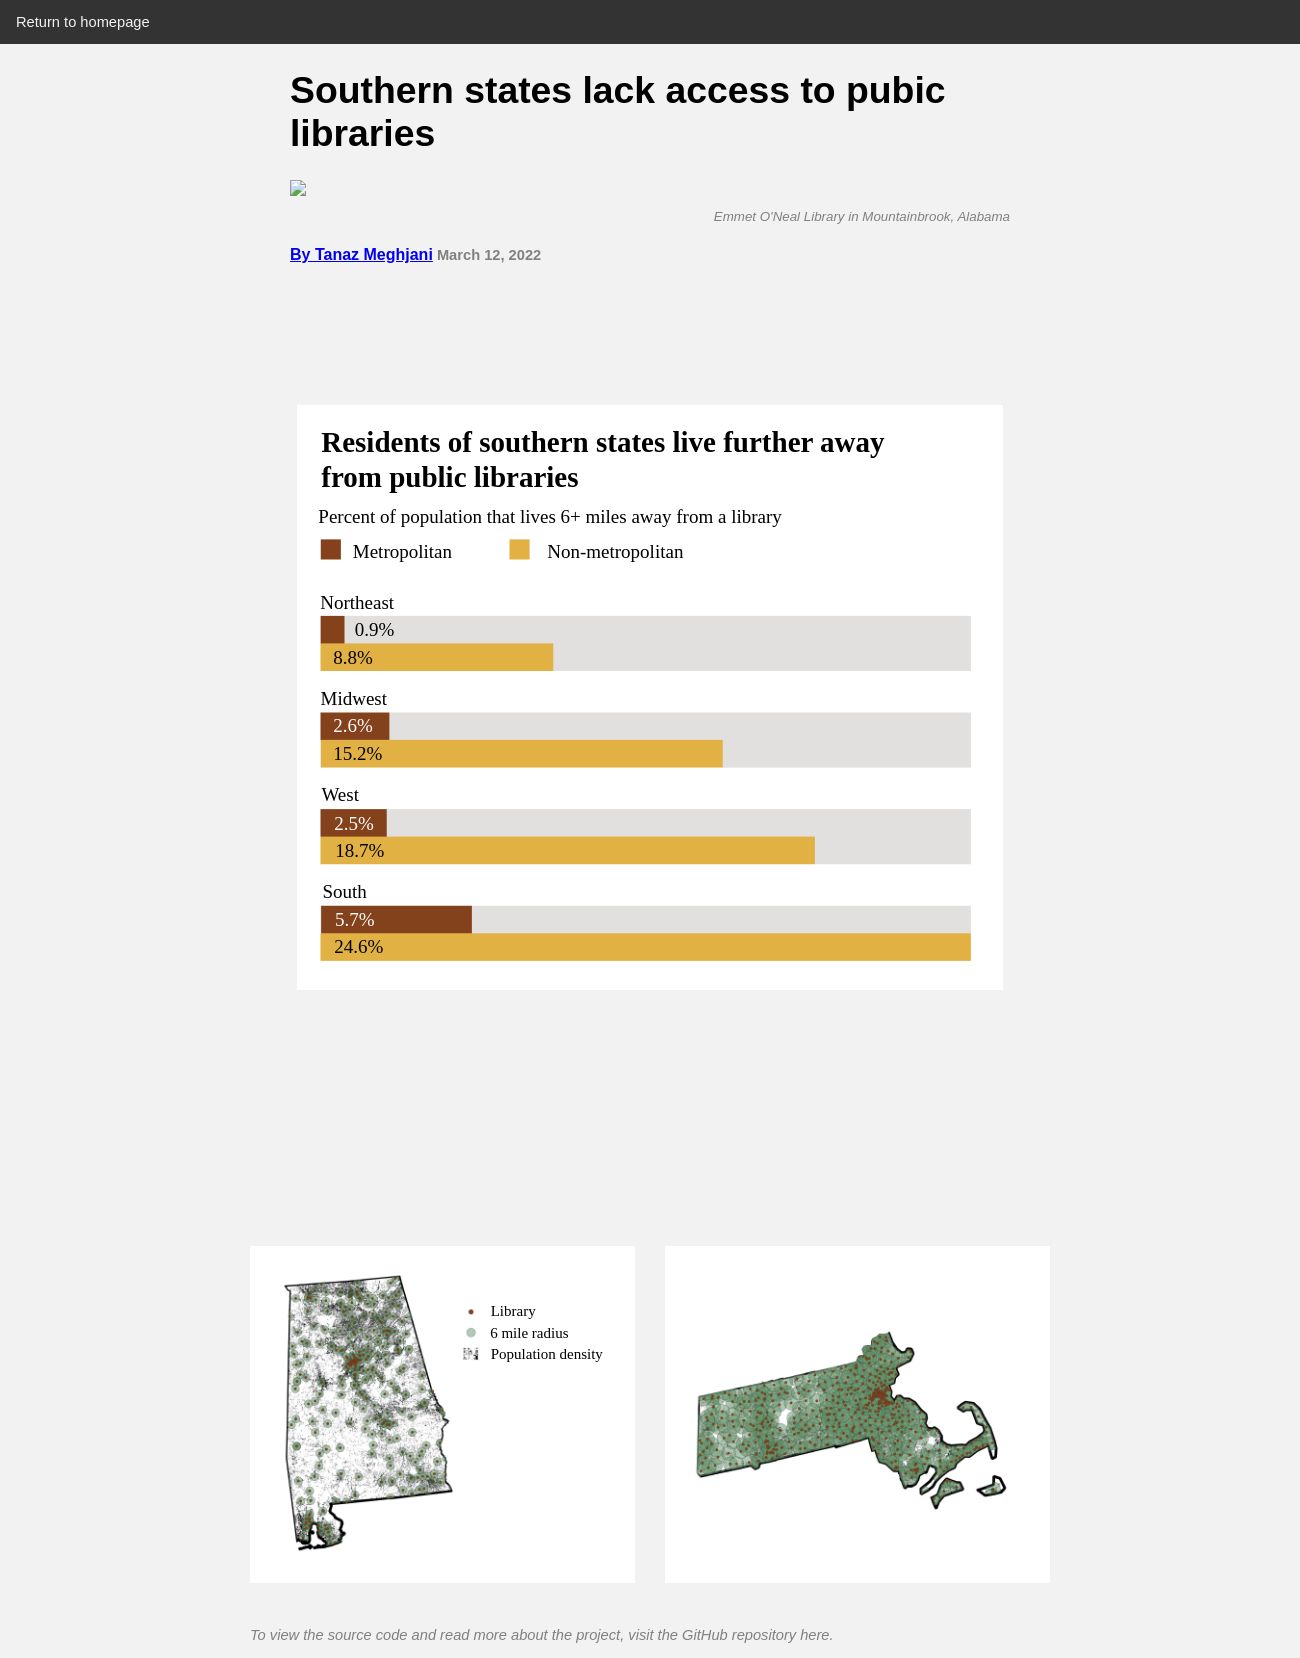 Return to homepage
Southern states lack access to pubic
libraries
Emmet O'Neal Library in Mountainbrook, Alabama
By Tanaz Meghjani March 12, 2022
Residents of southern states live further away
from public libraries
Percent of population that lives 6+ miles away from a library
Metropolitan Non-metropolitan
Northeast
0.9%
8.8%
Midwest
2.6%
15.2%
West
2.5%
18.7%
South
5.7%
24.6%
Library
6 mile radius
Population density
To view the source code and read more about the project, visit the GitHub repository here.